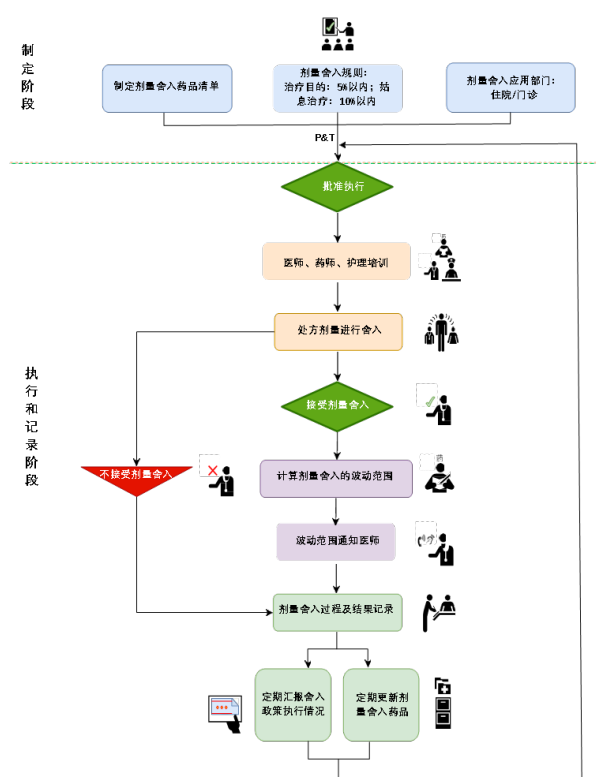 制定阶段
制定剂量舍入药品清单
剂量舍入规则：
治疗目的：5%以内；姑
息治疗：10%以内
剂量舍入应用部门：
住院/门诊
P&T
批准执行
医师、药师、护理培训
药
处方剂量进行舍入
执行和记录阶段
接受剂量舍入
不接受剂量舍入
计算剂量舍入的波动范围
药
波动范围通知医师
剂量舍入过程及结果记录
定期汇报舍入
政策执行情况
定期更新剂
量舍入药品